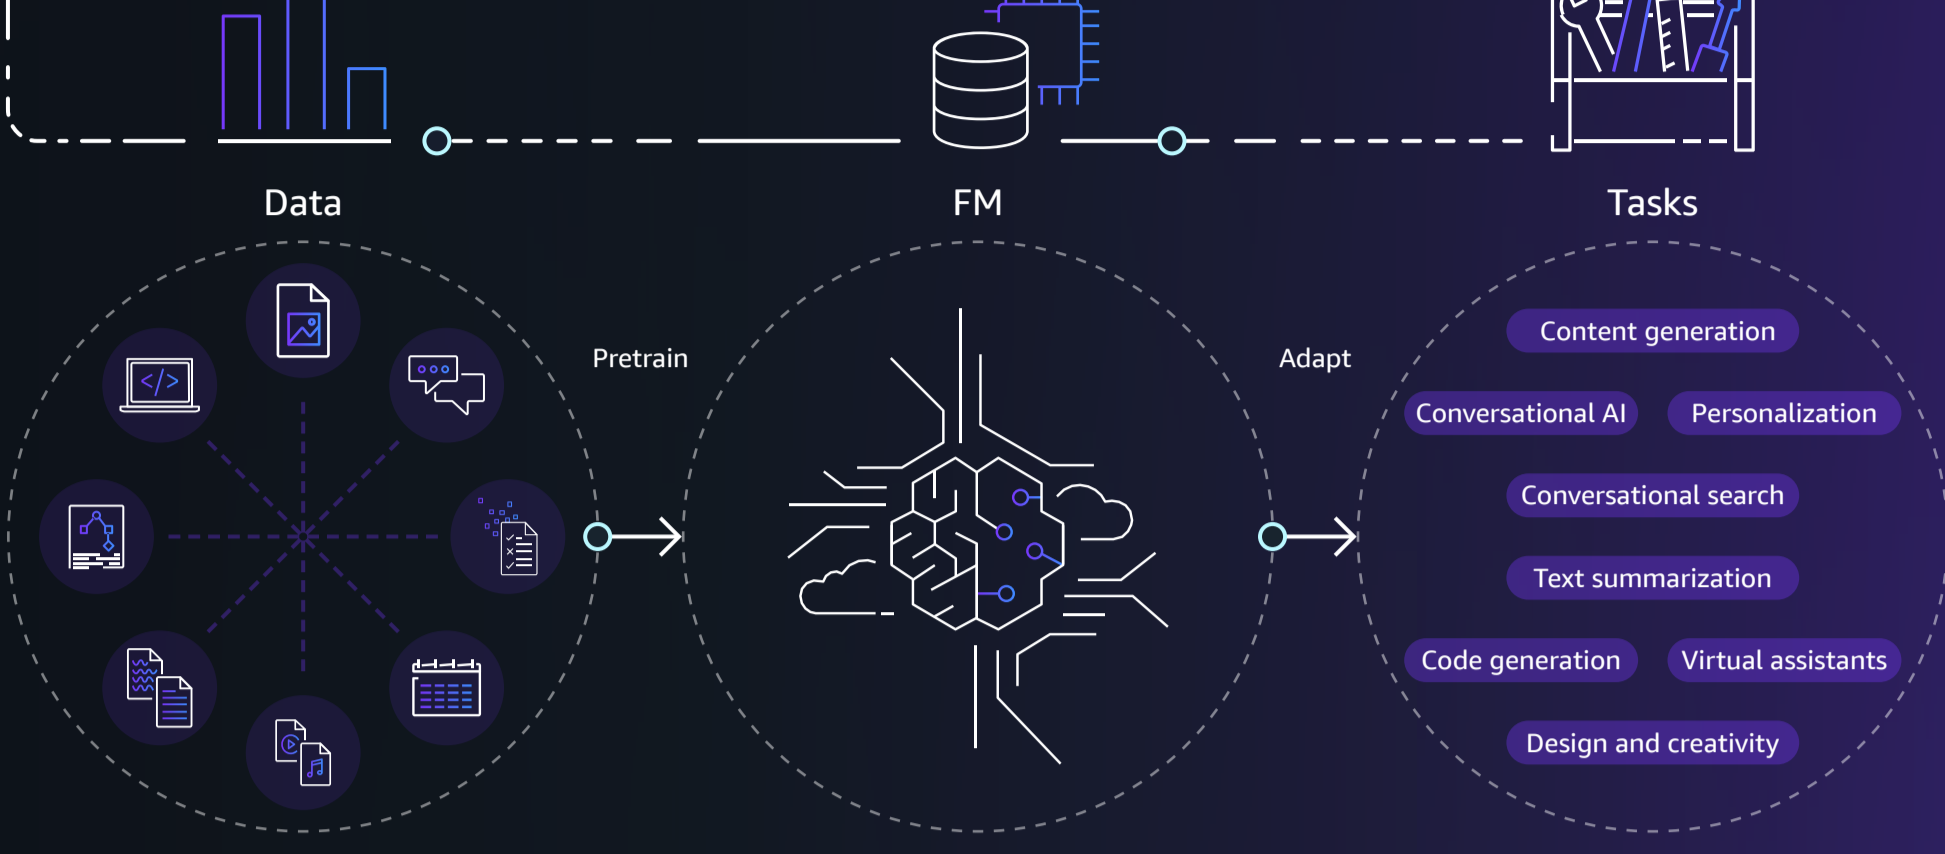 Data
FM
Tasks
Pretrain
Adapt
Content generation
Conversational AI
Personalization
Conversational search
Text summarization
Code generation
Virtual assistants
Design and creativity